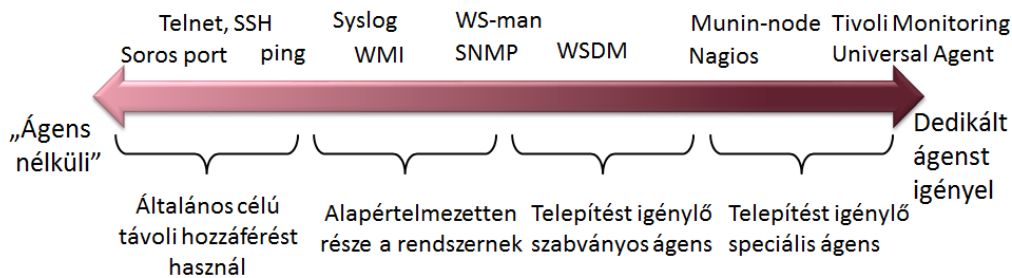 Telnet, SSH
Soros port
ping
Syslog
WMI
WS-man
SNMP
WSDM
Munin-node
Nagios
Tivoli Monitoring
Universal Agent
„Ágens
nélküli”
Dedikált
ágenst
igényel
Általános célú
távoli hozzáférést
használ
Alapértelmezetten
része a rendszernek
Telepítést igénylő
szabványos ágens
Telepítést igénylő
speciális ágens